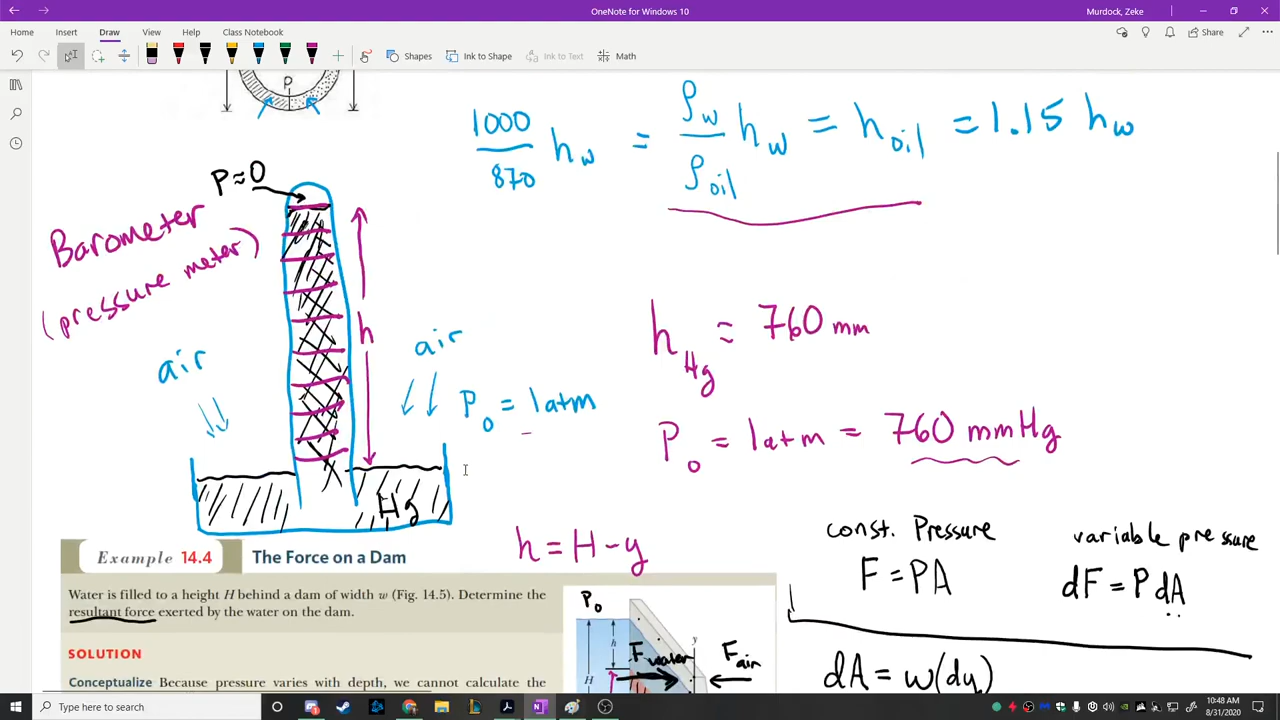 OneNote for Windows 10
Murdock, Zeke
Home Insert Draw View Help Class Notebook
Share
Shapes Ink to Shape Ink to Text Math
P
1000/870 h_w = ρ_w/ρ_oil h_w = h_oil = 1.15 h_w
P≈0
Barometer
(pressure meter)
h
air
air
P_0 = 1atm
Hg
h_Hg = 760 mm
P_0 = 1atm = 760 mmHg
h = H - y
const. Pressure
F = PA
variable pressure
dF = P dA
dA = w(dy)
Example 14.4 The Force on a Dam
Water is filled to a height H behind a dam of width w (Fig. 14.5). Determine the
resultant force exerted by the water on the dam.
SOLUTION
Conceptualize Because pressure varies with depth, we cannot calculate the
P_0
h
H
y
F_water
F_air
Type here to search
10:48 AM
8/31/2020